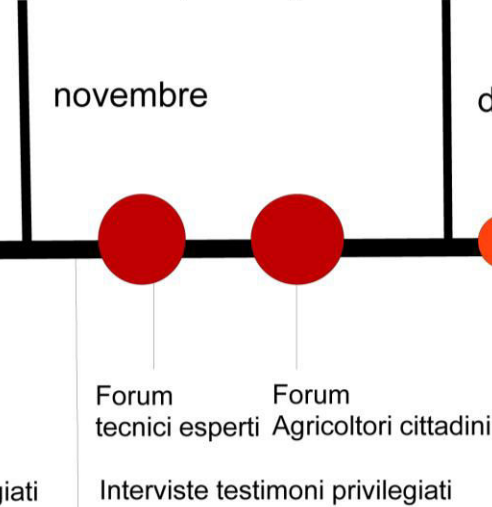 novembre
Forum
tecnici esperti
Forum
Agricoltori cittadini
Interviste testimoni privilegiati